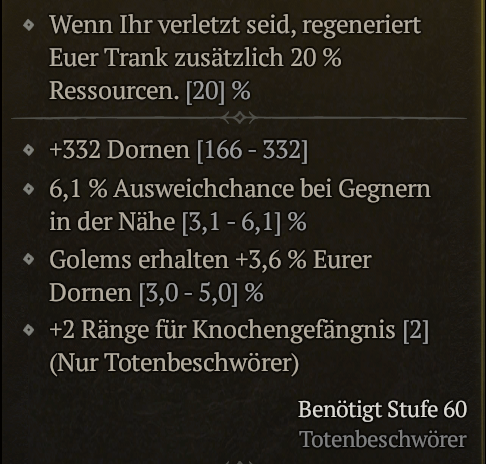 Wenn Ihr verletzt seid, regeneriert
Euer Trank zusätzlich 20 %
Ressourcen. [20] %
+332 Dornen [166 - 332]
6,1 % Ausweichchance bei Gegnern
in der Nähe [3,1 - 6,1] %
Golems erhalten +3,6 % Eurer
Dornen [3,0 - 5,0] %
+2 Ränge für Knochengefängnis [2]
(Nur Totenbeschwörer)
Benötigt Stufe 60
Totenbeschwörer